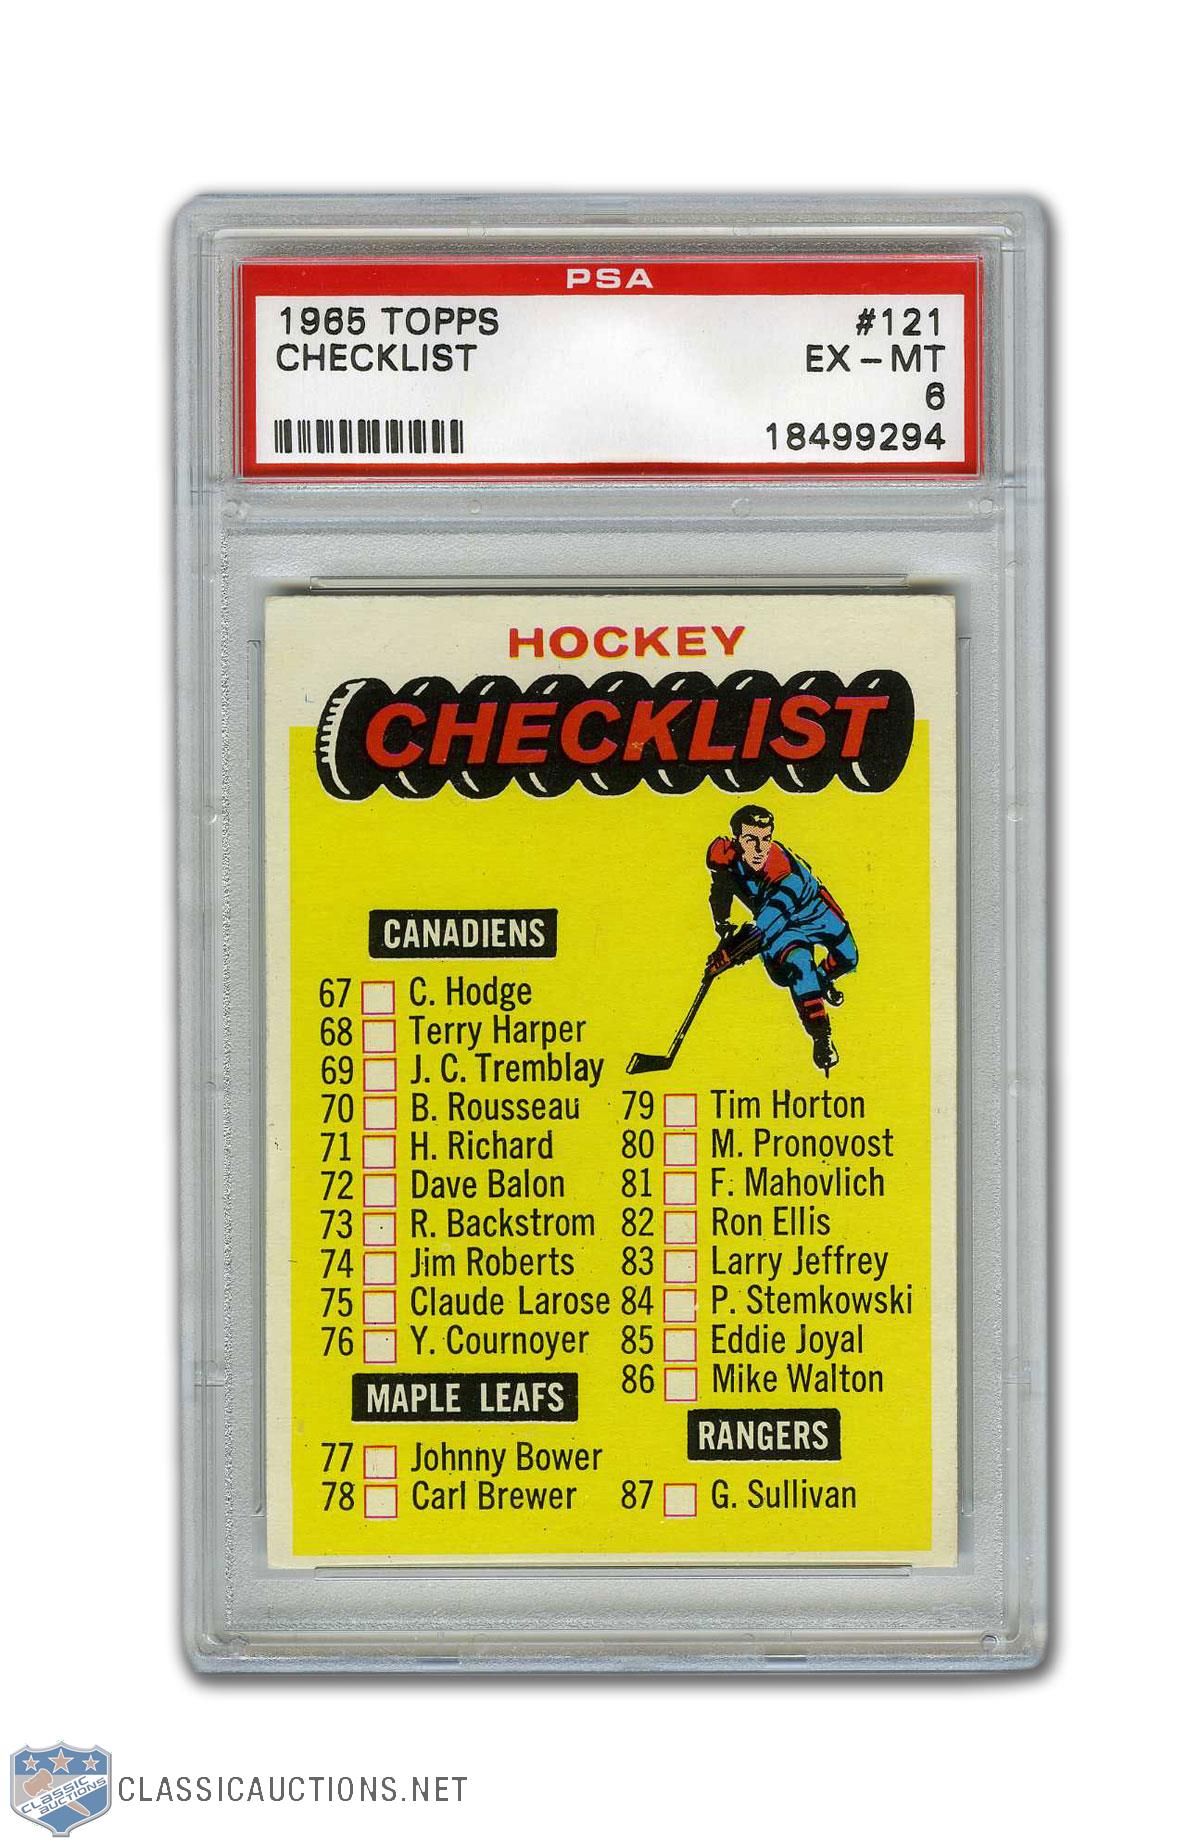 PSA
1965 TOPPS #121
CHECKLIST EX - MT
6
18499294
HOCKEY
CHECKLIST
CANADIENS
67 C. Hodge
68 Terry Harper
69 J. C. Tremblay
70 B. Rousseau
71 H. Richard
72 Dave Balon
73 R. Backstrom
74 Jim Roberts
75 Claude Larose
76 Y. Cournoyer
MAPLE LEAFS
77 Johnny Bower
78 Carl Brewer
79 Tim Horton
80 M. Pronovost
81 F. Mahovlich
82 Ron Ellis
83 Larry Jeffrey
84 P. Stemkowski
85 Eddie Joyal
86 Mike Walton
RANGERS
87 G. Sullivan
CLASSIC
AUCTIONS
CLASSICAUCTIONS.NET